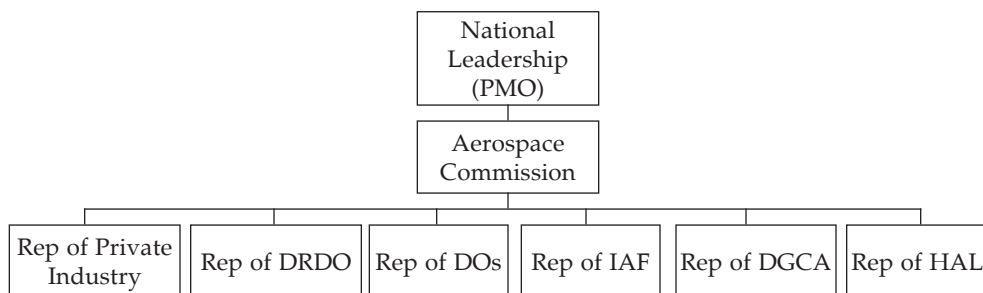 National
Leadership
(PMO)
Aerospace
Commission
Rep of Private
Industry
Rep of DRDO
Rep of DOs
Rep of IAF
Rep of DGCA
Rep of HAL